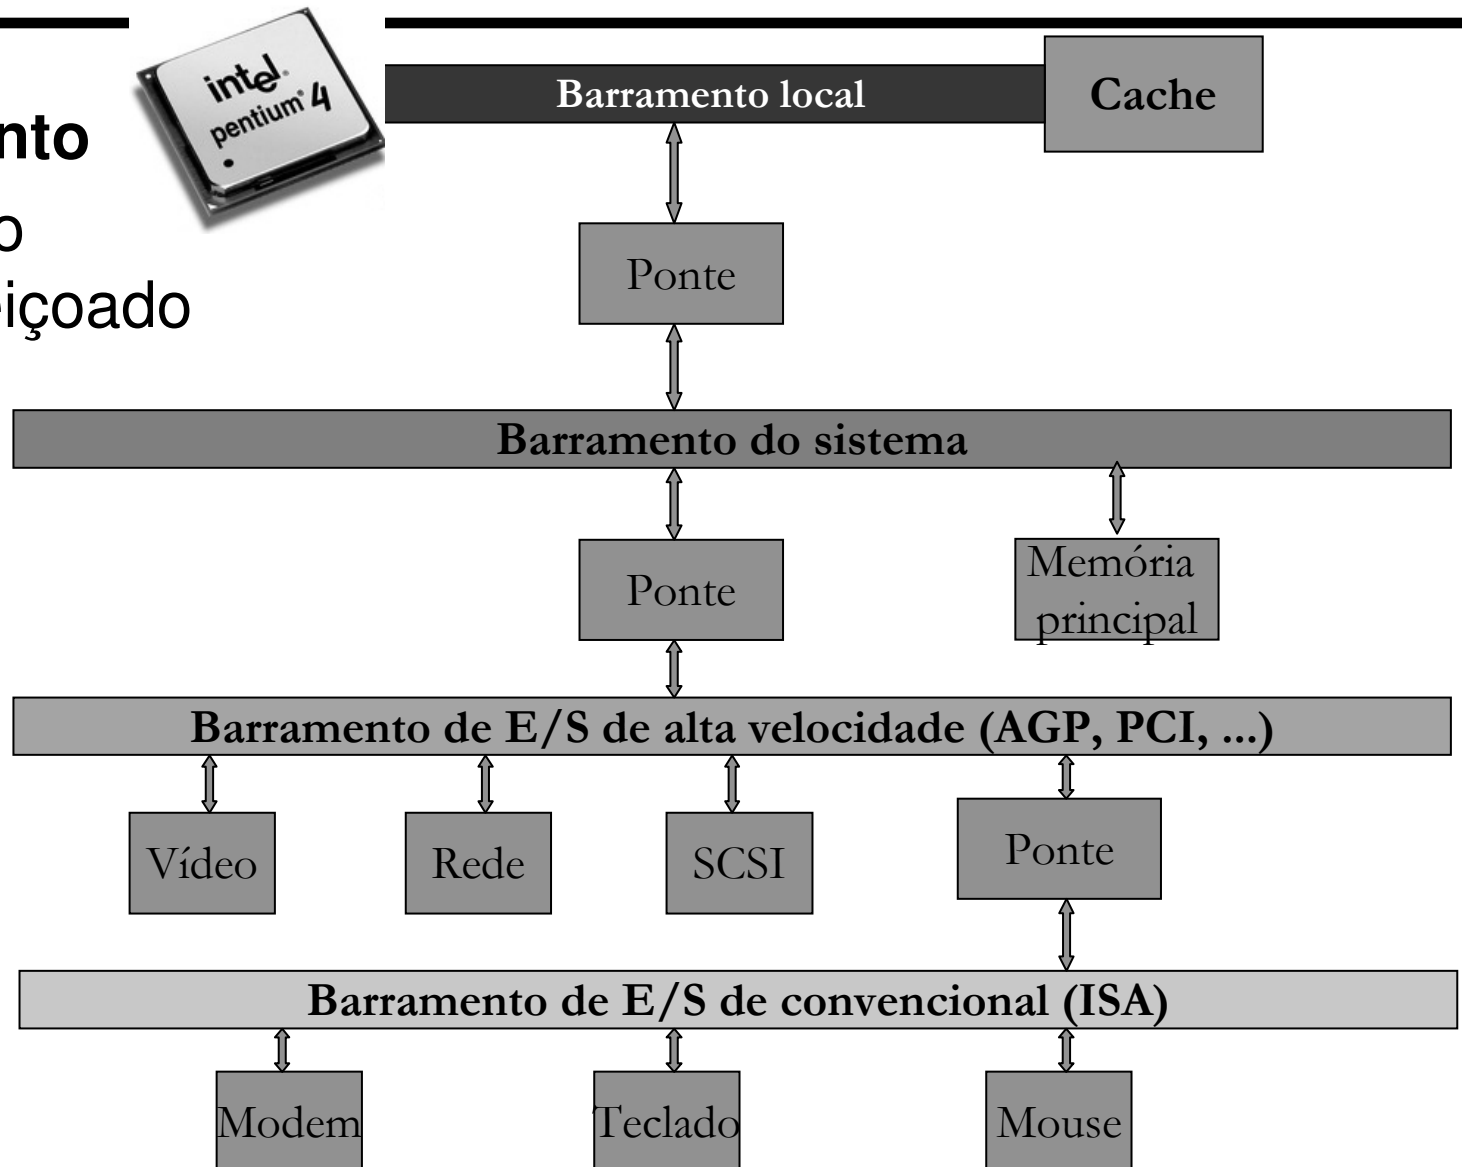 intel
pentium 4
Barramento local
Cache
nto
o
eiçoado
Ponte
Barramento do sistema
Ponte
Memória
principal
Barramento de E/S de alta velocidade (AGP, PCI, ...)
Vídeo
Rede
SCSI
Ponte
Barramento de E/S de convencional (ISA)
Modem
Teclado
Mouse